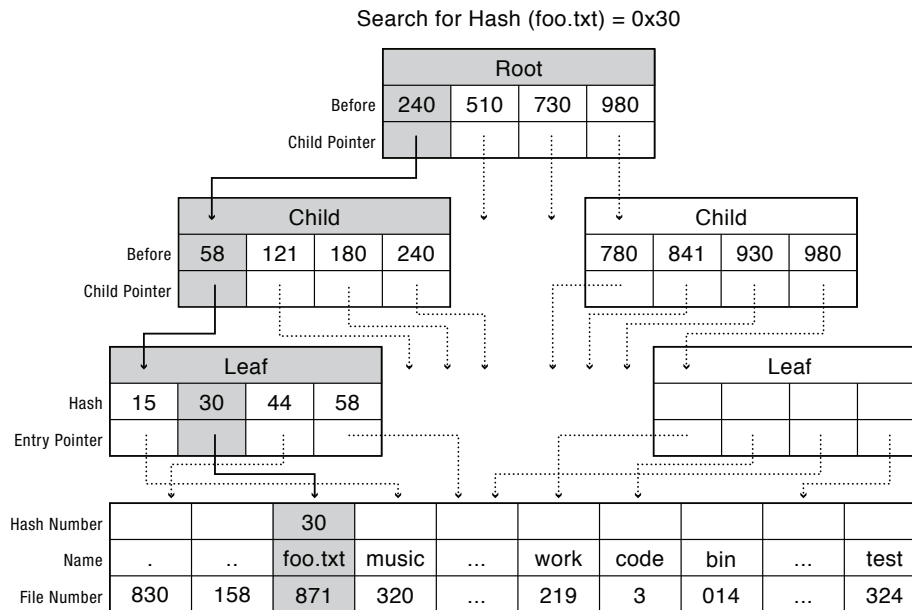 Search for Hash (foo.txt) = 0x30
Root
Before 240 510 730 980
Child Pointer
Child Child
Before 58 121 180 240 780 841 930 980
Child Pointer
Leaf Leaf
Hash 15 30 44 58
Entry Pointer
Hash Number 30
Name . .. foo.txt music ... work code bin ... test
File Number 830 158 871 320 ... 219 3 014 ... 324